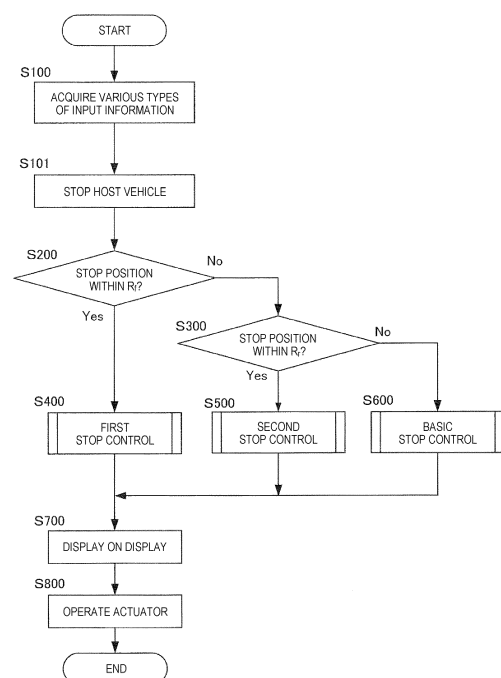 START
S100
ACQUIRE VARIOUS TYPES
OF INPUT INFORMATION
S101
STOP HOST VEHICLE
S200
STOP POSITION
WITHIN Rf?
No
Yes
S300
STOP POSITION
WITHIN Rr?
No
Yes
S400
FIRST
STOP CONTROL
S500
SECOND
STOP CONTROL
S600
BASIC
STOP CONTROL
S700
DISPLAY ON DISPLAY
S800
OPERATE ACTUATOR
END